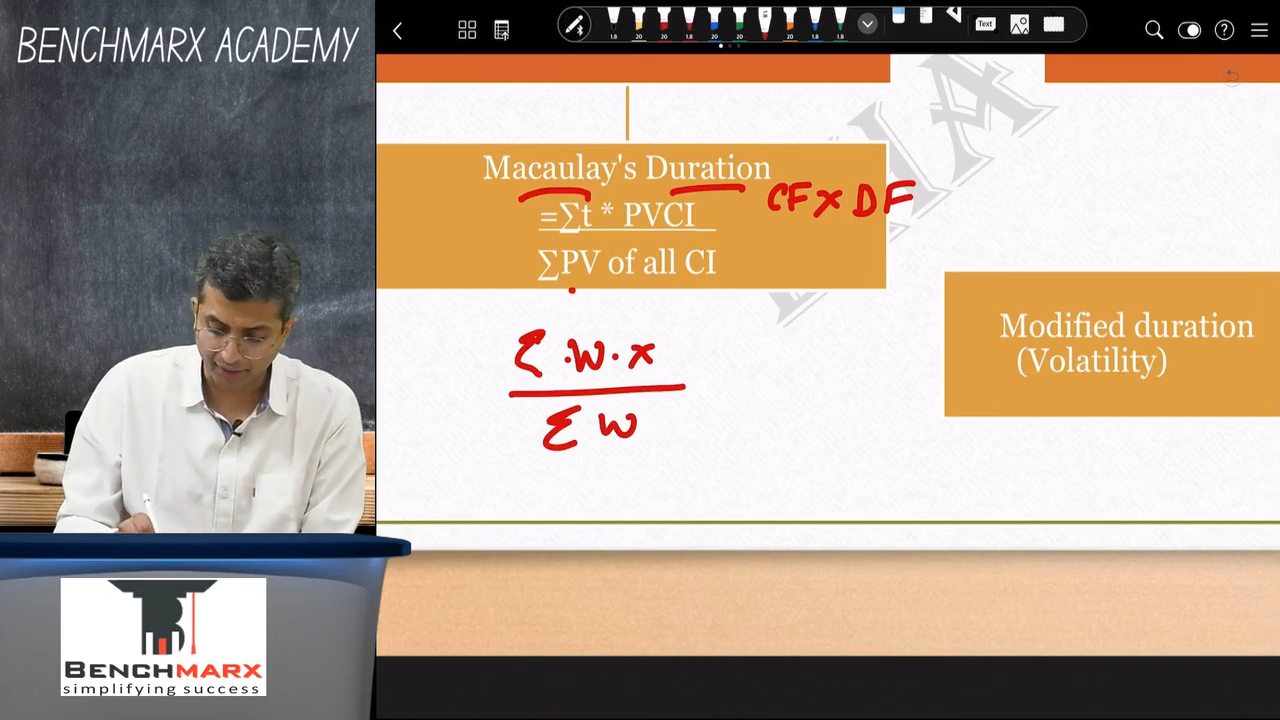 BENCHMARX ACADEMY
Text
Macaulay's Duration
CF x DF
=∑t * PVCI
∑PV of all CI
Σ · w · x
Σ w
Modified duration
(Volatility)
BENCHMARX
simplifying success